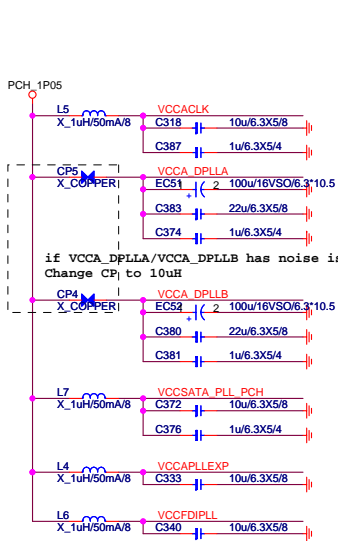 PCH_1P05
L5 VCCACLK
X_1uH/50mA/8 C318 10u/6.3X5/8
C387 1u/6.3X5/4
CP5 VCCA_DPLLA
X_COPPER EC51 1 2 100u/16VSO/6.3*10.5
+
C383 22u/6.3X5/8
C374 1u/6.3X5/4
if VCCA_DPLLA/VCCA_DPLLB has noise is
Change CP to 10uH
CP4 VCCA_DPLLB
X_COPPER EC52 1 2 100u/16VSO/6.3*10.5
+
C380 22u/6.3X5/8
C381 1u/6.3X5/4
L7 VCCSATA_PLL_PCH
X_1uH/50mA/8 C372 10u/6.3X5/8
C376 1u/6.3X5/4
L4 VCCAPLLEXP
X_1uH/50mA/8 C333 10u/6.3X5/8
L6 VCCFDIPLL
X_1uH/50mA/8 C340 10u/6.3X5/8